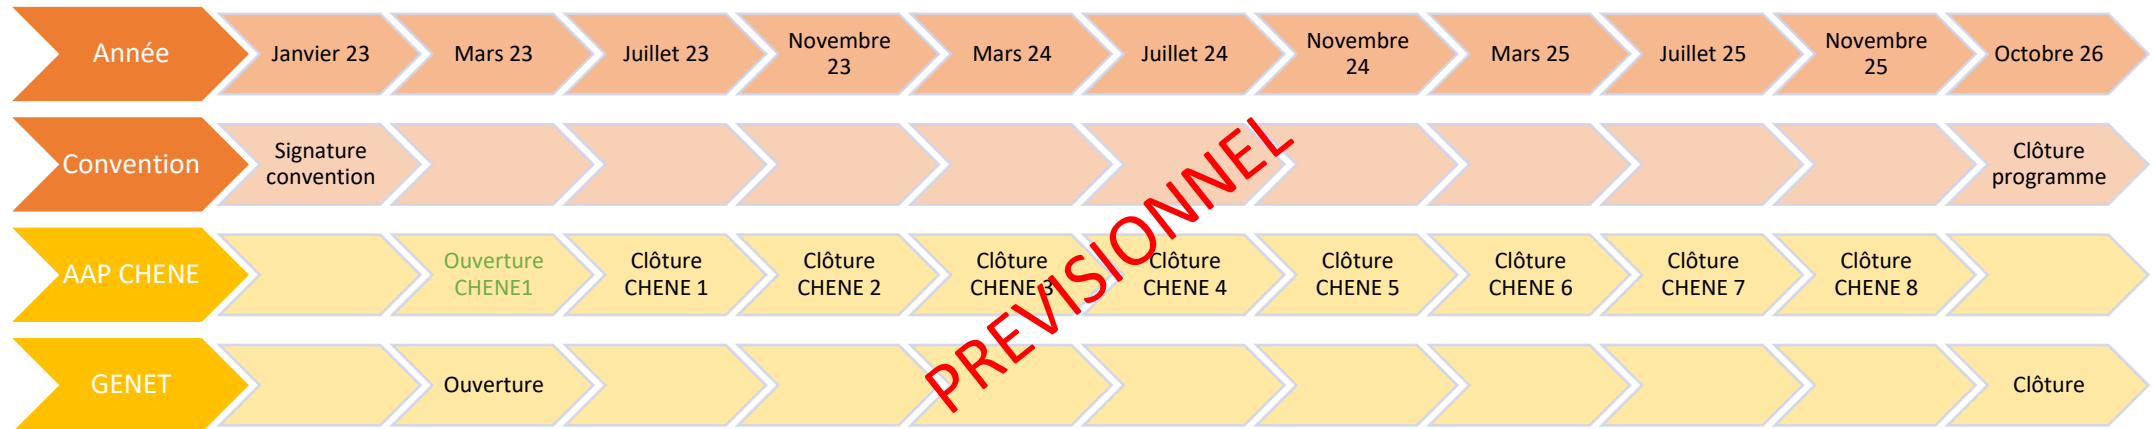 Année
Janvier 23
Mars 23
Juillet 23
Novembre
23
Mars 24
Juillet 24
Novembre
24
Mars 25
Juillet 25
Novembre
25
Octobre 26
Convention
Signature
convention
Clôture
programme
AAP CHENE
Ouverture
CHENE1
Clôture
CHENE 1
Clôture
CHENE 2
Clôture
CHENE 3
Clôture
CHENE 4
Clôture
CHENE 5
Clôture
CHENE 6
Clôture
CHENE 7
Clôture
CHENE 8
GENET
Ouverture
Clôture
PREVISIONNEL